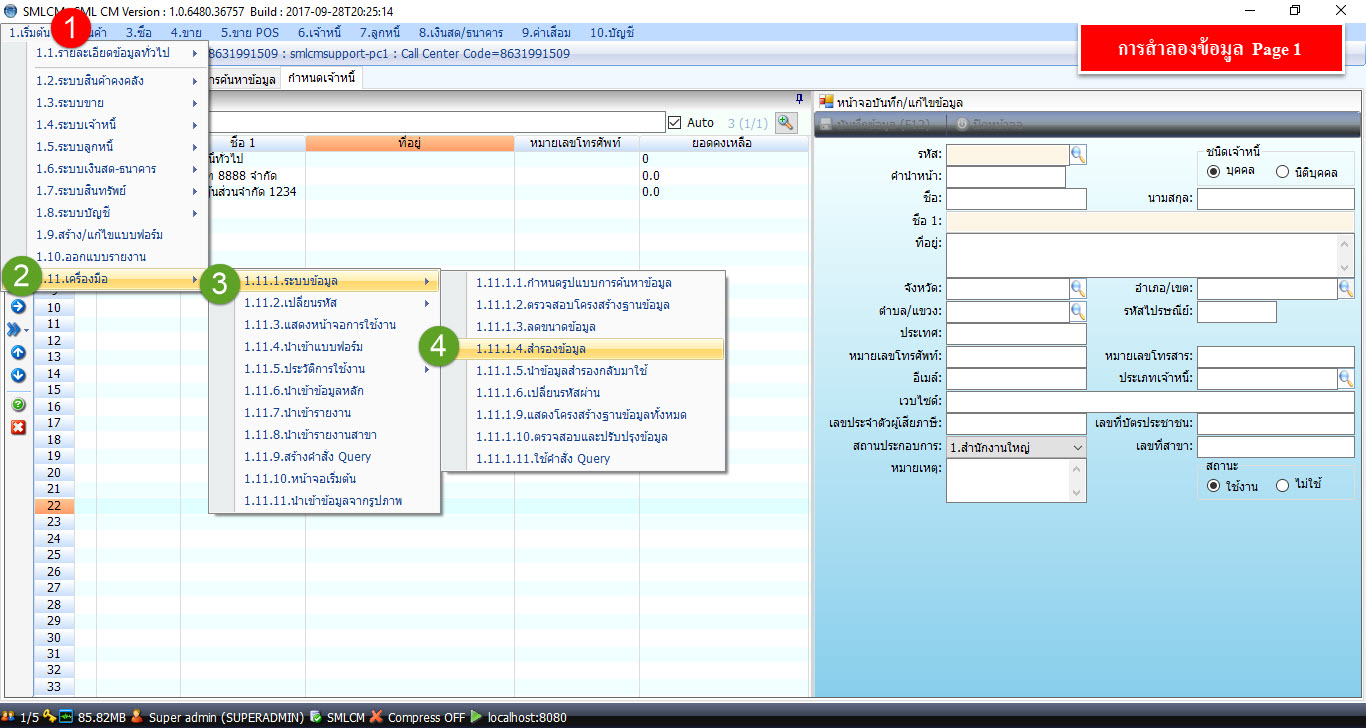 SMLCM : SML CM Version : 1.0.6480.36757 Build : 2017-09-28T20:25:14
1.เริ่มต้น 3.ซื้อ 4.ขาย 5.ขาย POS 6.เจ้าหนี้ 7.ลูกหนี้ 8.เงินสด/ธนาคาร 9.ค่าเสื่อม 10.บัญชี
1
การสำลองข้อมูล Page 1
8631991509 : smlcmsupport-pc1 : Call Center Code=8631991509
กำหนดเจ้าหนี้
1.1.รายละเอียดข้อมูลทั่วไป
1.2.ระบบสินค้าคงคลัง
1.3.ระบบขาย
1.4.ระบบเจ้าหนี้
1.5.ระบบลูกหนี้
1.6.ระบบเงินสด-ธนาคาร
1.7.ระบบสินทรัพย์
1.8.ระบบบัญชี
1.9.สร้าง/แก้ไขแบบฟอร์ม
1.10.ออกแบบรายงาน
2 1.11.เครื่องมือ
Auto 3 (1/1)
ชื่อ 1 ที่อยู่ หมายเลขโทรศัพท์ ยอดคงเหลือ
0
8888 จำกัด 0.0
1234 0.0
3
1.11.1.ระบบข้อมูล
1.11.2.เปลี่ยนรหัส
1.11.3.แสดงหน้าจอการใช้งาน
1.11.4.นำเข้าแบบฟอร์ม
1.11.5.ประวัติการใช้งาน
1.11.6.นำเข้าข้อมูลหลัก
1.11.7.นำเข้ารายงาน
1.11.8.นำเข้ารายงานสาขา
1.11.9.สร้างคำสั่ง Query
1.11.10.หน้าจอเริ่มต้น
1.11.11.นำเข้าข้อมูลจากรูปภาพ
4
1.11.1.1.กำหนดรูปแบบการค้นหาข้อมูล
1.11.1.2.ตรวจสอบโครงสร้างฐานข้อมูล
1.11.1.3.ลดขนาดข้อมูล
1.11.1.4.สำรองข้อมูล
1.11.1.5.นำข้อมูลสำรองกลับมาใช้
1.11.1.6.เปลี่ยนรหัสผ่าน
1.11.1.9.แสดงโครงสร้างฐานข้อมูลทั้งหมด
1.11.1.10.ตรวจสอบและปรับปรุงข้อมูล
1.11.1.11.ใช้คำสั่ง Query
10
11
12
13
14
15
16
17
18
19
20
21
22
23
24
25
26
27
28
29
30
31
32
33
หน้าจอบันทึก/แก้ไขข้อมูล
บันทึกข้อมูล (F12) ปิดหน้าจอ
รหัส: ชนิดเจ้าหนี้
คำนำหน้า: บุคคล นิติบุคคล
ชื่อ: นามสกุล:
ชื่อ 1:
ที่อยู่:
จังหวัด: อำเภอ/เขต:
ตำบล/แขวง: รหัสไปรษณีย์:
ประเทศ:
หมายเลขโทรศัพท์: หมายเลขโทรสาร:
อีเมล์: ประเภทเจ้าหนี้:
เวบไซต์:
เลขประจำตัวผู้เสียภาษี: เลขที่บัตรประชาชน:
สถานประกอบการ: 1.สำนักงานใหญ่ เลขที่สาขา:
หมายเหตุ: สถานะ
ใช้งาน ไม่ใช้
1/5 85.82MB Super admin (SUPERADMIN) SMLCM Compress OFF localhost:8080